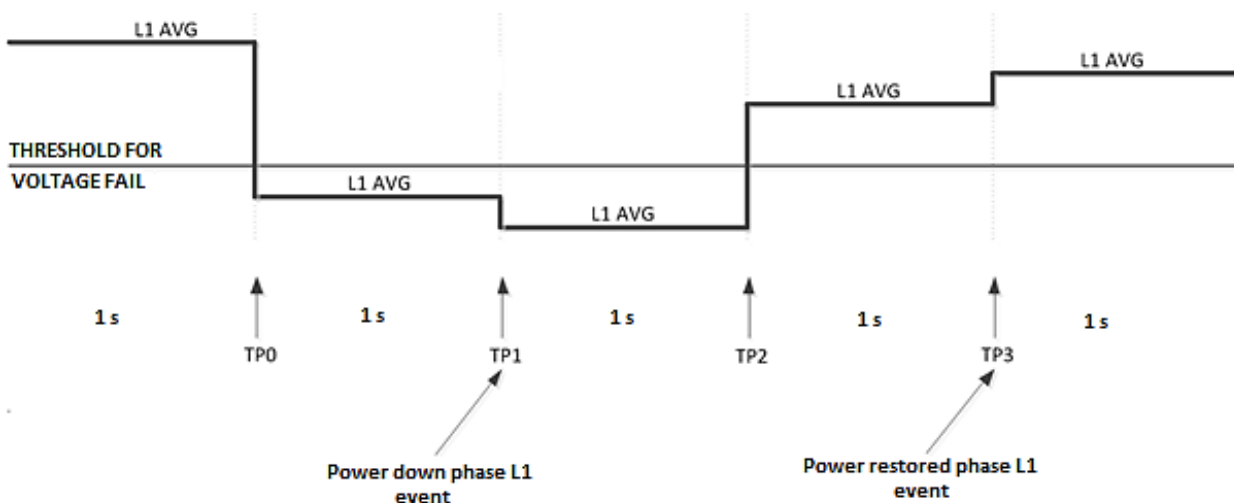 L1 AVG
L1 AVG
L1 AVG
THRESHOLD FOR
VOLTAGE FAIL
L1 AVG
L1 AVG
1 s
1 s
1 s
1 s
1 s
TP0
TP1
TP2
TP3
Power down phase L1
event
Power restored phase L1
event